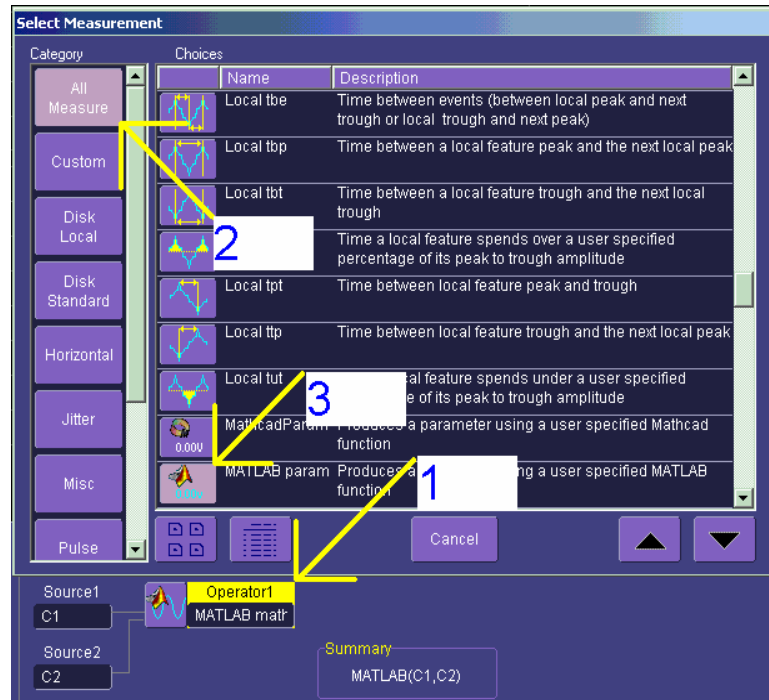 Select Measurement
Category
Choices
All
Measure
Custom
Disk
Local
Disk
Standard
Horizontal
Jitter
Misc
Pulse
Name Description
Local tbe Time between events (between local peak and next
trough or local trough and next peak)
Local tbp Time between a local feature peak and the next local peak
Local tbt Time between a local feature trough and the next local
trough
2
Time a local feature spends over a user specified
percentage of its peak to trough amplitude
Local tpt Time between local feature peak and trough
Local ttp Time between local feature trough and the next local peak
Local tut cal feature spends under a user specified
e of its peak to trough amplitude
3
MathcadParam Produces a parameter using a user specified Mathcad
function
0.00V
MATLAB param Produces a ng a user specified MATLAB
function
1
Cancel
Source1
C1
Source2
C2
Operator1
MATLAB math
Summary
MATLAB(C1,C2)